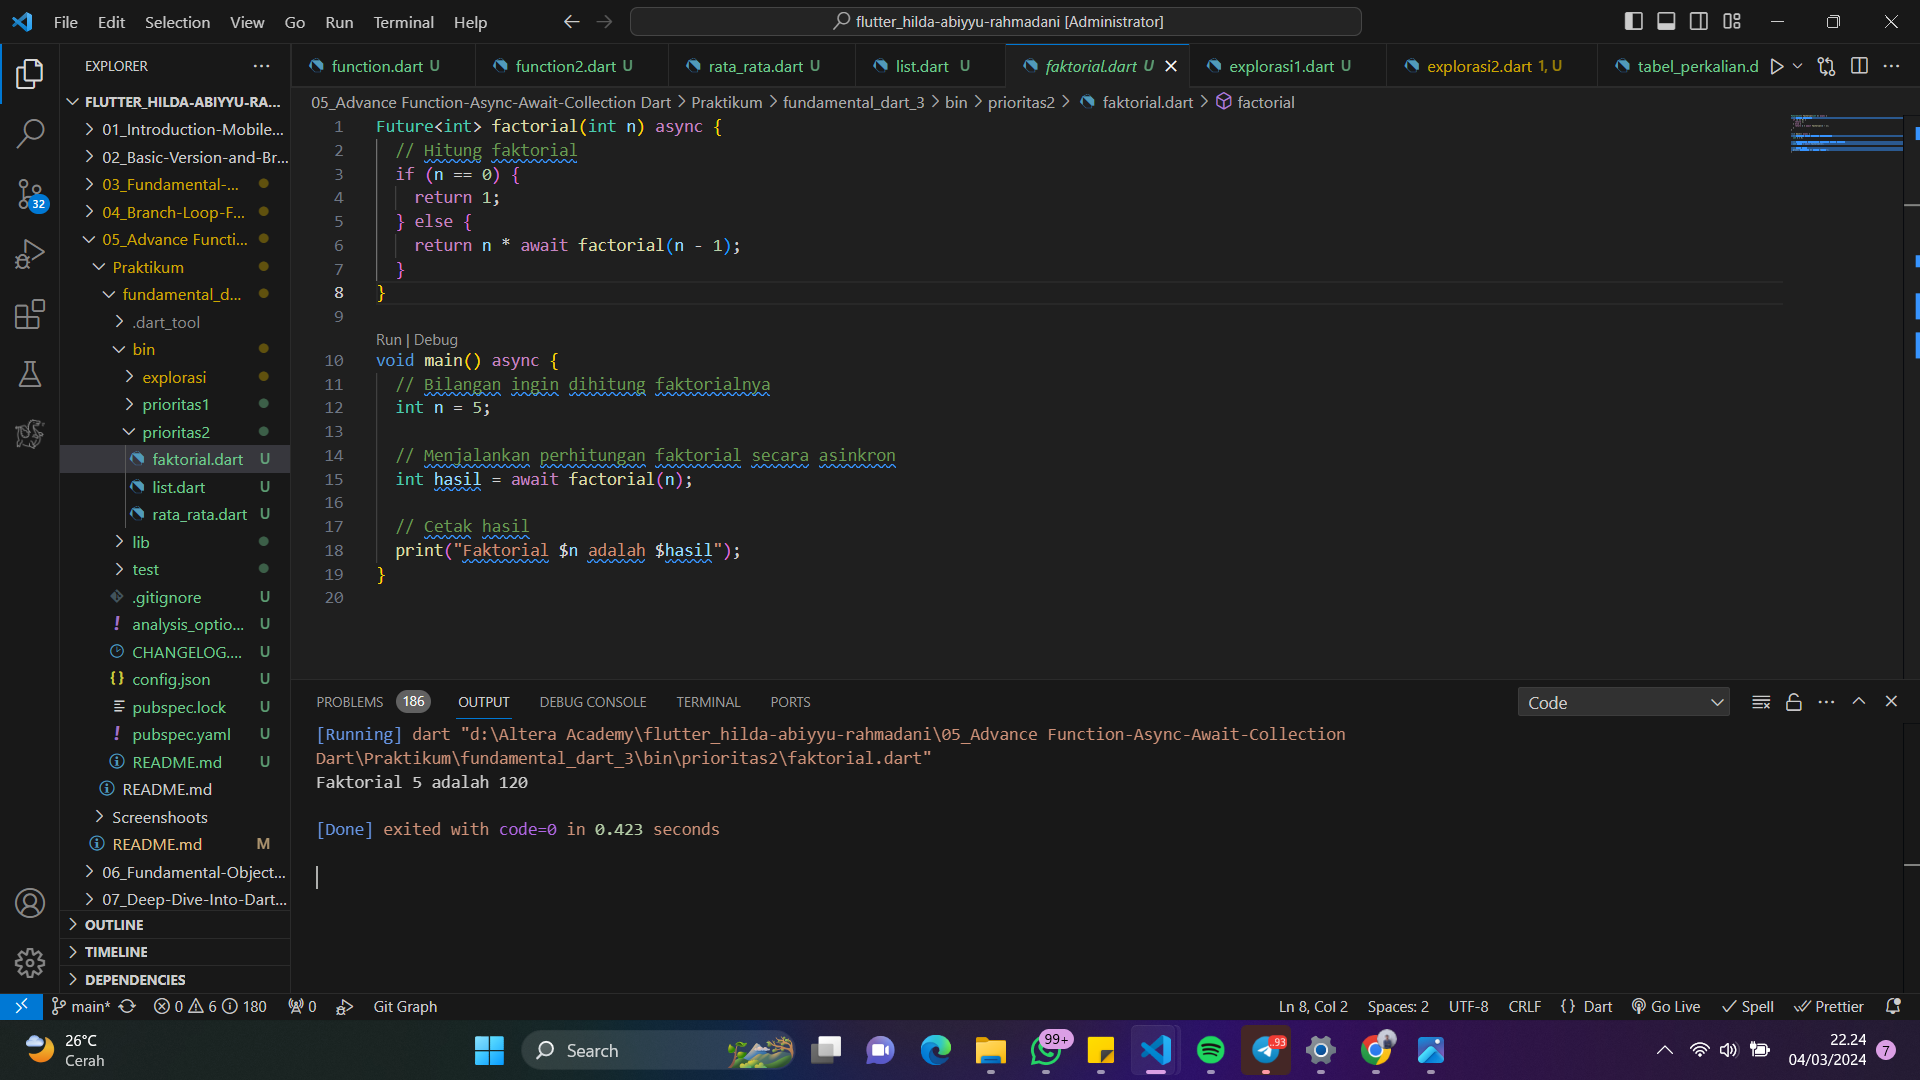 File Edit Selection View Go Run Terminal Help
flutter_hilda-abiyyu-rahmadani [Administrator]
EXPLORER
function.dart U
function2.dart U
rata_rata.dart U
list.dart U
faktorial.dart U
explorasi1.dart U
explorasi2.dart 1, U
tabel_perkalian.d
05_Advance Function-Async-Await-Collection Dart > Praktikum > fundamental_dart_3 > bin > prioritas2 > faktorial.dart > factorial
FLUTTER_HILDA-ABIYYU-RA...
01_Introduction-Mobile...
02_Basic-Version-and-Br...
03_Fundamental-...
04_Branch-Loop-F...
05_Advance Functi...
Praktikum
fundamental_d...
.dart_tool
bin
explorasi
prioritas1
prioritas2
faktorial.dart U
list.dart U
rata_rata.dart U
lib
test
.gitignore U
analysis_optio... U
CHANGELOG.... U
config.json U
pubspec.lock U
pubspec.yaml U
README.md U
README.md
Screenshoots
README.md M
06_Fundamental-Object...
07_Deep-Dive-Into-Dart...
OUTLINE
TIMELINE
DEPENDENCIES
32
1 Future<int> factorial(int n) async {
2 // Hitung faktorial
3 if (n == 0) {
4 return 1;
5 } else {
6 return n * await factorial(n - 1);
7 }
8 }
9
Run | Debug
10 void main() async {
11 // Bilangan ingin dihitung faktorialnya
12 int n = 5;
13
14 // Menjalankan perhitungan faktorial secara asinkron
15 int hasil = await factorial(n);
16
17 // Cetak hasil
18 print("Faktorial $n adalah $hasil");
19 }
20
PROBLEMS 186 OUTPUT DEBUG CONSOLE TERMINAL PORTS
Code
[Running] dart "d:\Altera Academy\flutter_hilda-abiyyu-rahmadani\05_Advance Function-Async-Await-Collection
Dart\Praktikum\fundamental_dart_3\bin\prioritas2\faktorial.dart"
Faktorial 5 adalah 120
[Done] exited with code=0 in 0.423 seconds
main* 0 6 180 0 Git Graph
Ln 8, Col 2 Spaces: 2 UTF-8 CRLF {} Dart Go Live Spell Prettier
26°C
Cerah
Search
99+
..93
22.24
04/03/2024
7